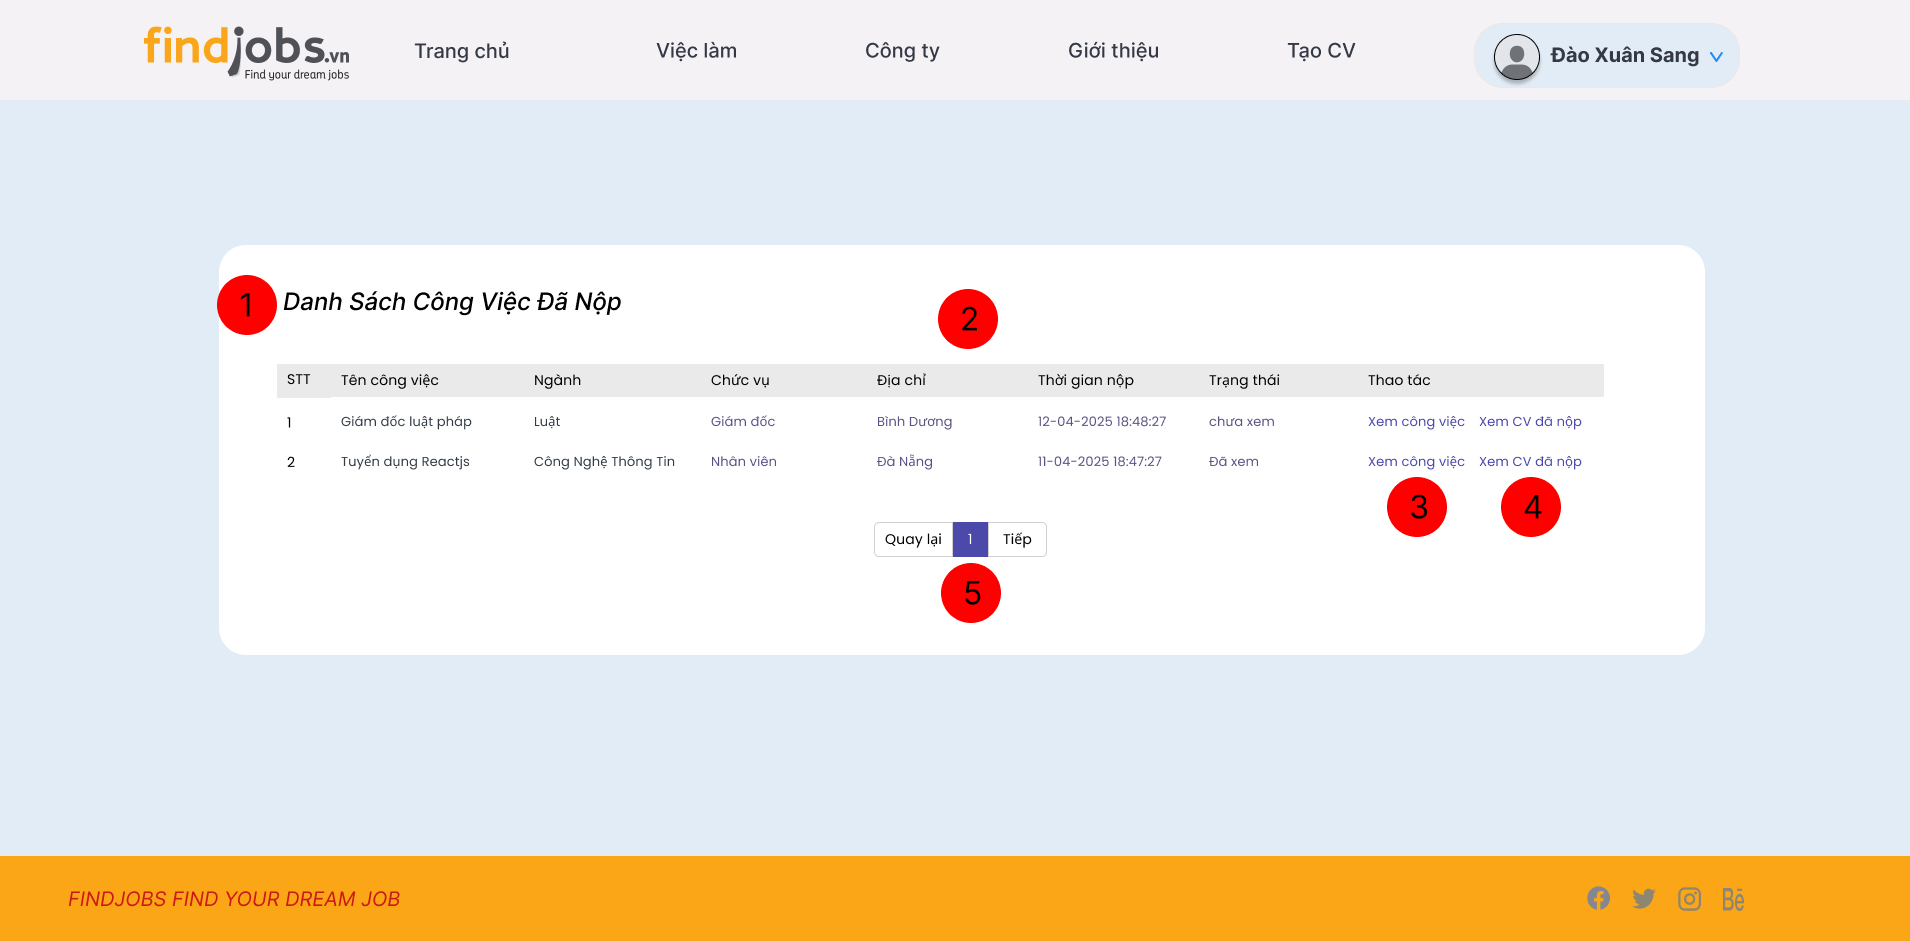 findjobs.vn
Find your dream jobs
Trang chủ Việc làm Công ty Giới thiệu Tạo CV Đào Xuân Sang
1 Danh Sách Công Việc Đã Nộp
2
STT Tên công việc Ngành Chức vụ Địa chỉ Thời gian nộp Trạng thái Thao tác
1 Giám đốc luật pháp Luật Giám đốc Bình Dương 12-04-2025 18:48:27 chưa xem Xem công việc Xem CV đã nộp
2 Tuyển dụng Reactjs Công Nghệ Thông Tin Nhân viên Đà Nẵng 11-04-2025 18:47:27 Đã xem Xem công việc Xem CV đã nộp
3 4
Quay lại 1 Tiếp
5
FINDJOBS FIND YOUR DREAM JOB
Bē